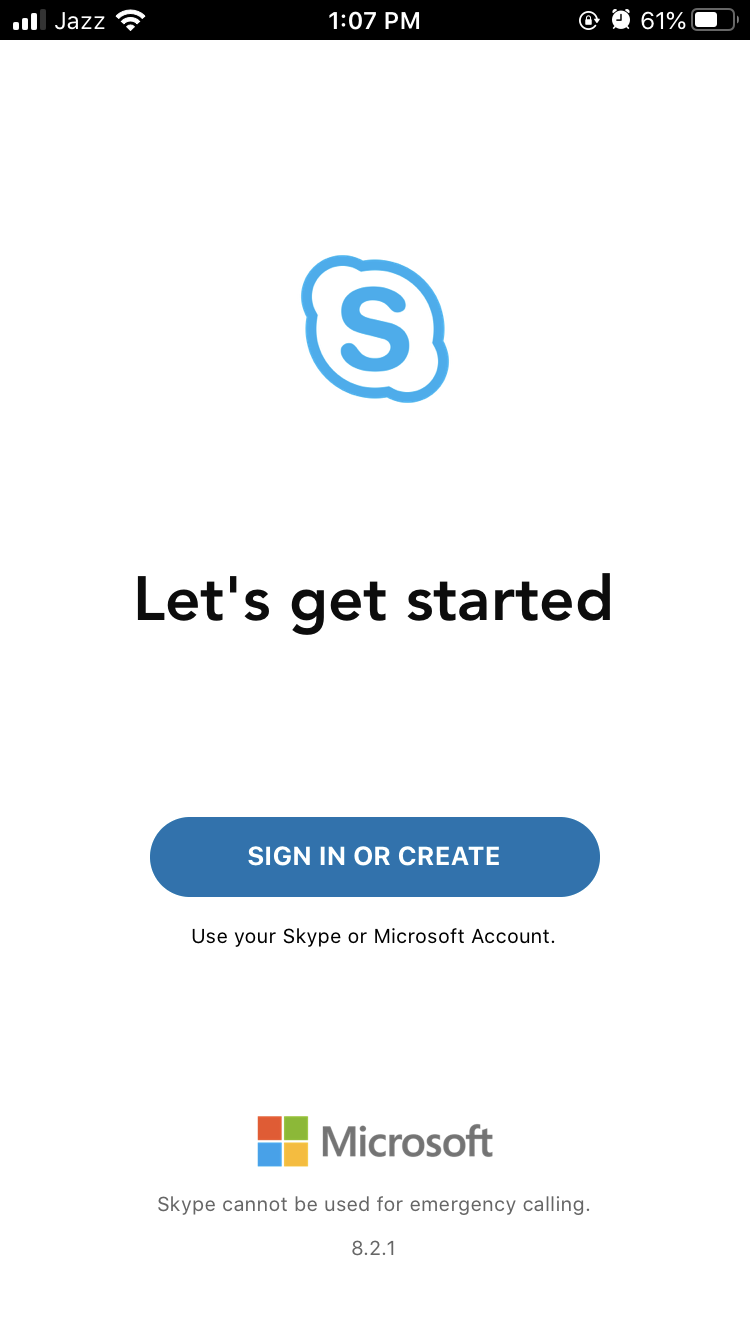 Jazz 1:07 PM 61%
S
Let's get started
SIGN IN OR CREATE
Use your Skype or Microsoft Account.
Microsoft
Skype cannot be used for emergency calling.
8.2.1